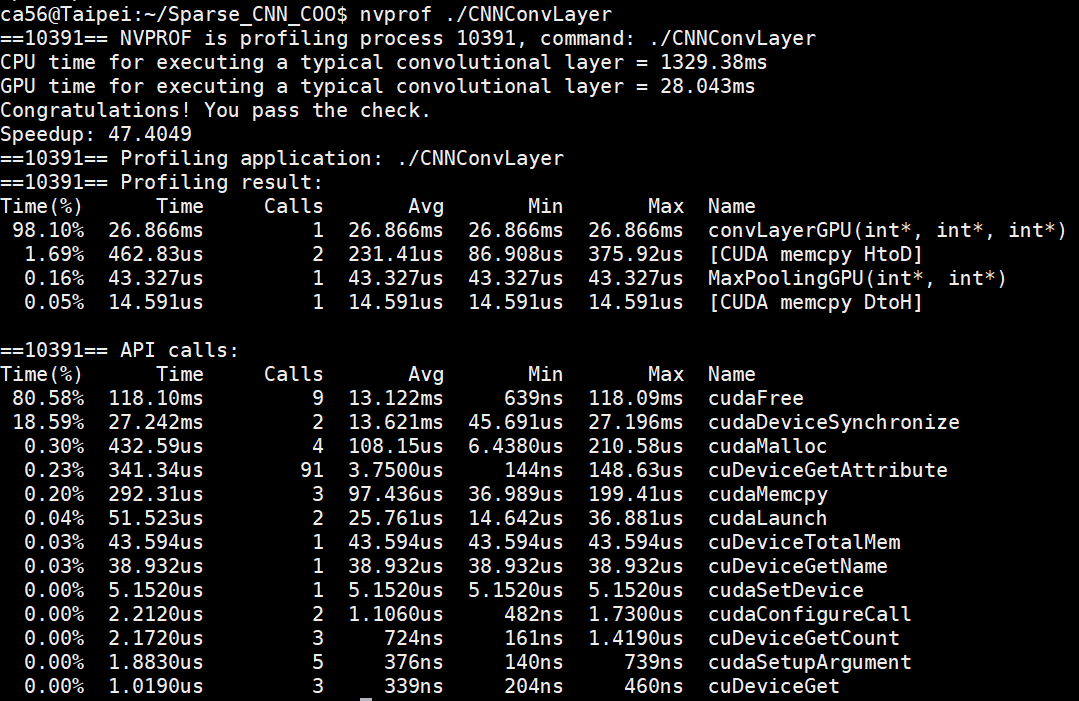 ca56@Taipei:~/Sparse_CNN_COO$ nvprof ./CNNConvLayer
==10391== NVPROF is profiling process 10391, command: ./CNNConvLayer
CPU time for executing a typical convolutional layer = 1329.38ms
GPU time for executing a typical convolutional layer = 28.043ms
Congratulations! You pass the check.
Speedup: 47.4049
==10391== Profiling application: ./CNNConvLayer
==10391== Profiling result:
Time(%)      Time     Calls       Avg       Min       Max  Name
 98.10%  26.866ms         1  26.866ms  26.866ms  26.866ms  convLayerGPU(int*, int*, int*)
  1.69%  462.83us         2  231.41us  86.908us  375.92us  [CUDA memcpy HtoD]
  0.16%  43.327us         1  43.327us  43.327us  43.327us  MaxPoolingGPU(int*, int*)
  0.05%  14.591us         1  14.591us  14.591us  14.591us  [CUDA memcpy DtoH]

==10391== API calls:
Time(%)      Time     Calls       Avg       Min       Max  Name
 80.58%  118.10ms         9  13.122ms     639ns  118.09ms  cudaFree
 18.59%  27.242ms         2  13.621ms  45.691us  27.196ms  cudaDeviceSynchronize
  0.30%  432.59us         4  108.15us  6.4380us  210.58us  cudaMalloc
  0.23%  341.34us        91  3.7500us     144ns  148.63us  cuDeviceGetAttribute
  0.20%  292.31us         3  97.436us  36.989us  199.41us  cudaMemcpy
  0.04%  51.523us         2  25.761us  14.642us  36.881us  cudaLaunch
  0.03%  43.594us         1  43.594us  43.594us  43.594us  cuDeviceTotalMem
  0.03%  38.932us         1  38.932us  38.932us  38.932us  cuDeviceGetName
  0.00%  5.1520us         1  5.1520us  5.1520us  5.1520us  cudaSetDevice
  0.00%  2.2120us         2  1.1060us     482ns  1.7300us  cudaConfigureCall
  0.00%  2.1720us         3     724ns     161ns  1.4190us  cuDeviceGetCount
  0.00%  1.8830us         5     376ns     140ns     739ns  cudaSetupArgument
  0.00%  1.0190us         3     339ns     204ns     460ns  cuDeviceGet